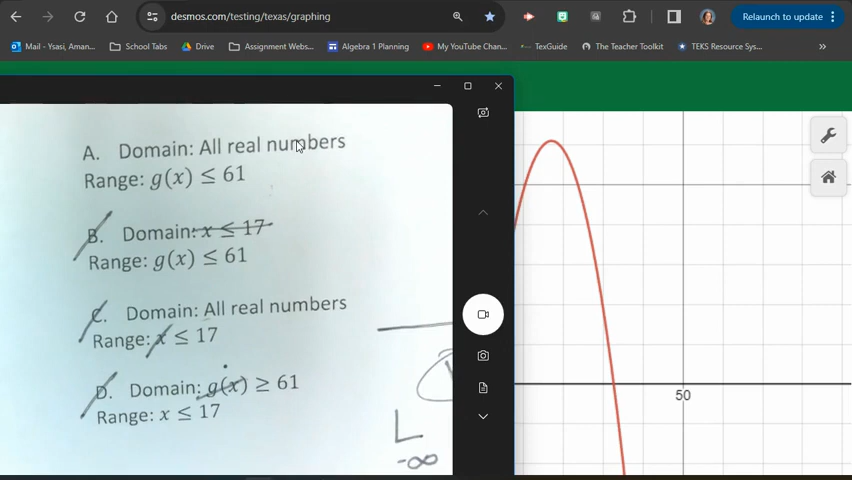 desmos.com/testing/texas/graphing
Relaunch to update
Mail - Ysasi, Aman...
School Tabs
Drive
Assignment Webs...
Algebra 1 Planning
My YouTube Chan...
TexGuide
The Teacher Toolkit
TEKS Resource Sys...
A. Domain: All real numbers
Range: g(x) ≤ 61
B. Domain: x ≤ 17
Range: g(x) ≤ 61
C. Domain: All real numbers
Range: x ≤ 17
D. Domain: g(x) ≥ 61
Range: x ≤ 17
L
-∞
50